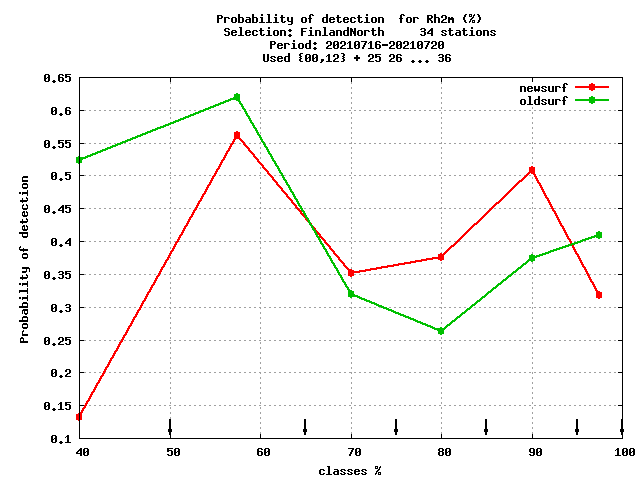 Probability of detection  for Rh2m (%)
Selection: FinlandNorth     34 stations
Period: 20210716-20210720
Used {00,12} + 25 26 ... 36
newsurf
oldsurf
Probability of detection
0.65
0.6
0.55
0.5
0.45
0.4
0.35
0.3
0.25
0.2
0.15
0.1
40 50 60 70 80 90 100
classes %